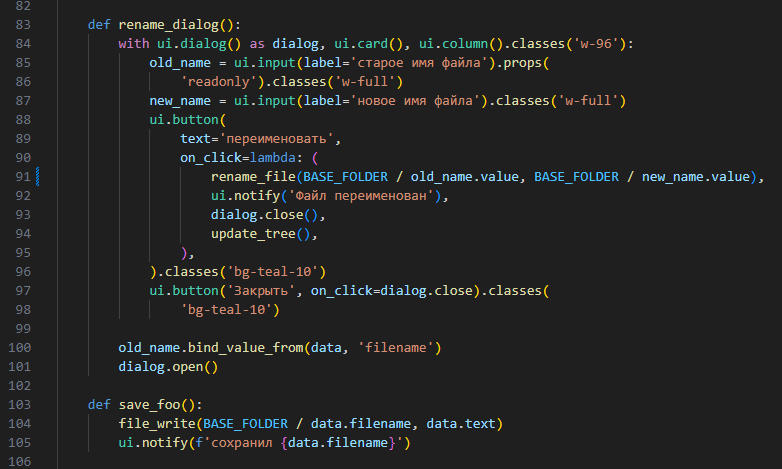 82
83 def rename_dialog():
84 with ui.dialog() as dialog, ui.card(), ui.column().classes('w-96'):
85 old_name = ui.input(label='старое имя файла').props(
86 'readonly').classes('w-full')
87 new_name = ui.input(label='новое имя файла').classes('w-full')
88 ui.button(
89 text='переименовать',
90 on_click=lambda: (
91 rename_file(BASE_FOLDER / old_name.value, BASE_FOLDER / new_name.value),
92 ui.notify('Файл переименован'),
93 dialog.close(),
94 update_tree(),
95 ),
96 ).classes('bg-teal-10')
97 ui.button('Закрыть', on_click=dialog.close).classes(
98 'bg-teal-10')
99
100 old_name.bind_value_from(data, 'filename')
101 dialog.open()
102
103 def save_foo():
104 file_write(BASE_FOLDER / data.filename, data.text)
105 ui.notify(f'сохранил {data.filename}')
106